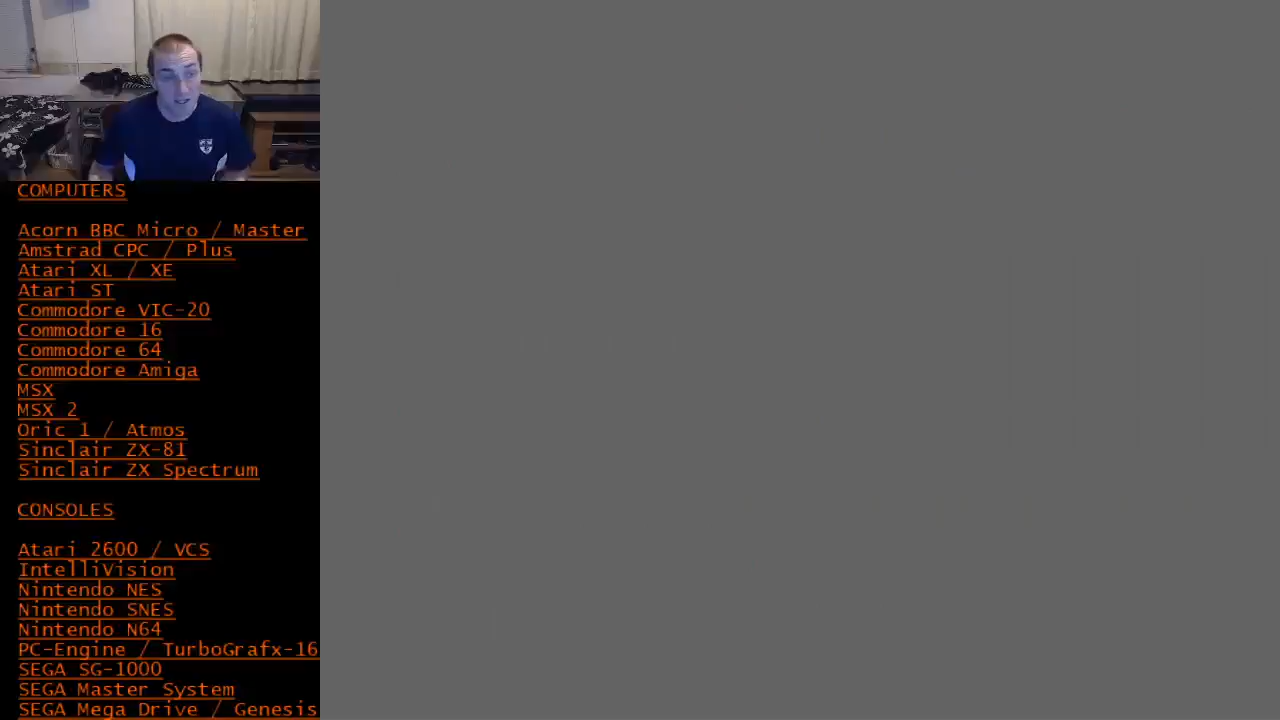 COMPUTERS
Acorn BBC Micro / Master
Amstrad CPC / Plus
Atari XL / XE
Atari ST
Commodore VIC-20
Commodore 16
Commodore 64
Commodore Amiga
MSX
MSX 2
Oric 1 / Atmos
Sinclair ZX-81
Sinclair ZX Spectrum
CONSOLES
Atari 2600 / VCS
IntelliVision
Nintendo NES
Nintendo SNES
Nintendo N64
PC-Engine / TurboGrafx-16
SEGA SG-1000
SEGA Master System
SEGA Mega Drive / Genesis